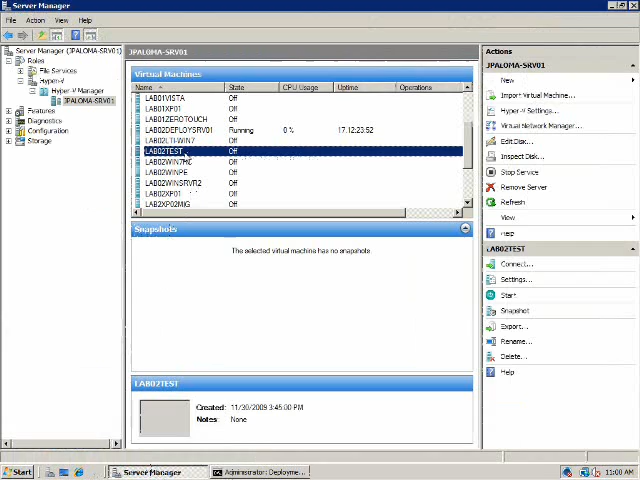 Server Manager
File Action View Help
Server Manager (JPALOMA-SRV01)
Roles
File Services
Hyper-V
Hyper-V Manager
JPALOMA-SRV01
Features
Diagnostics
Configuration
Storage
JPALOMA-SRV01
Virtual Machines
Name State CPU Usage Uptime Operations
LAB01VISTA Off
LAB01XF01 Off
LAB01ZEROTOUCH Off
LAB02DEPLOYSRV01 Running 0 % 17.12:23:52
LAB02LTI-WIN7 Off
LAB02TEST Off
LAB02WIN7 Off
LAB02WINPE Off
LAB02WINSRVR2 Off
LAB02XF01 Off
LAB2XP02MIG Off
Snapshots
The selected virtual machine has no snapshots
LAB02TEST
Created: 11/30/2009 3:45:00 PM
Notes: None
Actions
JPALOMA-SRV01
New
Import Virtual Machine...
Hyper-V Settings...
Virtual Network Manager...
Edit Disk...
Inspect Disk...
Stop Service
Remove Server
Refresh
View
Help
LAB02TEST
Connect...
Settings...
Start
Snapshot
Export...
Rename...
Delete...
Help
Start
Server Manager
Administrator: Deployme...
11:00 AM